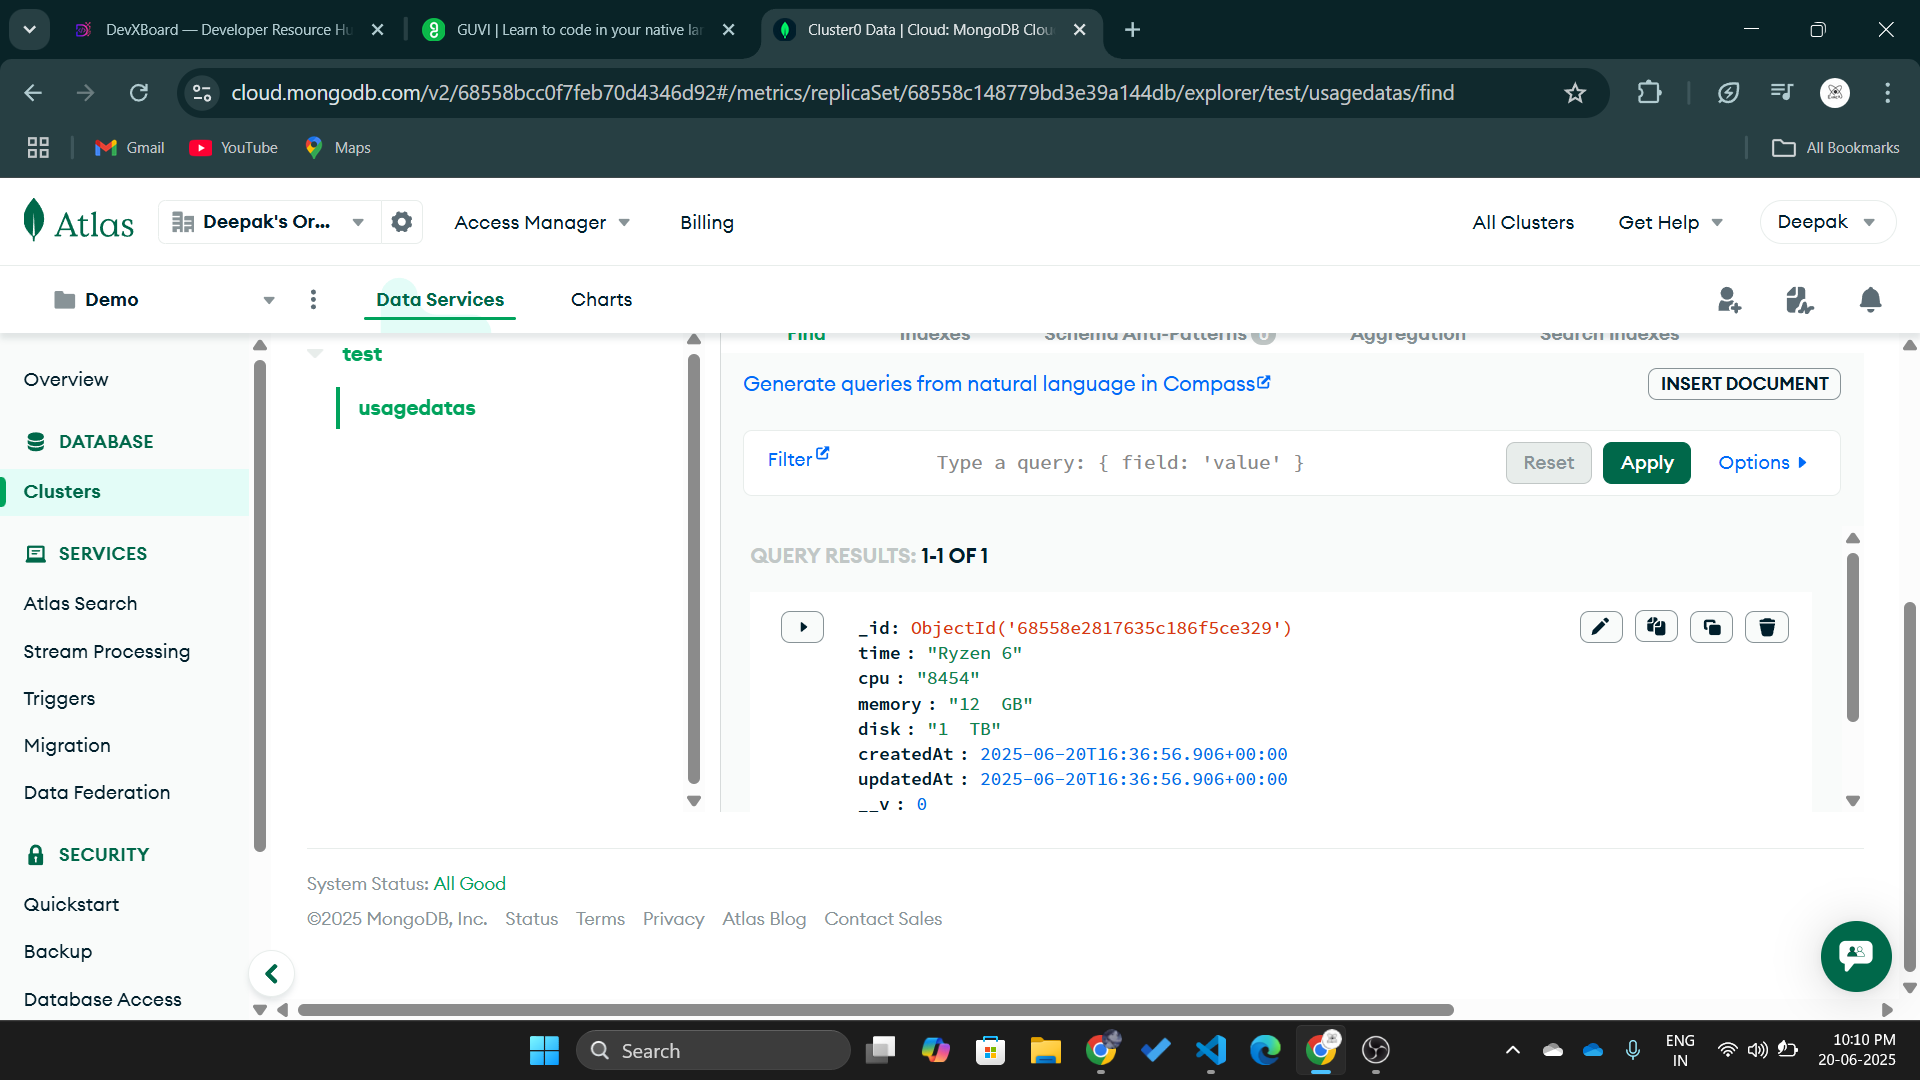 DevXBoard — Developer Resource Hu
GUVI | Learn to code in your native lan
Cluster0 Data | Cloud: MongoDB Clou
cloud.mongodb.com/v2/68558bcc0f7feb70d4346d92#/metrics/replicaSet/68558c148779bd3e39a144db/explorer/test/usagedatas/find
Gmail
YouTube
Maps
All Bookmarks
Atlas
Deepak's Or...
Access Manager
Billing
All Clusters
Get Help
Deepak
Demo
Data Services
Charts
Find
Indexes
Schema Anti-Patterns 0
Aggregation
Search Indexes
Overview
DATABASE
Clusters
SERVICES
Atlas Search
Stream Processing
Triggers
Migration
Data Federation
SECURITY
Quickstart
Backup
Database Access
test
usagedatas
Generate queries from natural language in Compass
INSERT DOCUMENT
Filter
Type a query: { field: 'value' }
Reset
Apply
Options
QUERY RESULTS: 1-1 OF 1
_id: ObjectId('68558e2817635c186f5ce329')
time : "Ryzen 6"
cpu : "8454"
memory : "12  GB"
disk : "1  TB"
createdAt : 2025-06-20T16:36:56.906+00:00
updatedAt : 2025-06-20T16:36:56.906+00:00
__v : 0
System Status: All Good
©2025 MongoDB, Inc.
Status
Terms
Privacy
Atlas Blog
Contact Sales
Search
ENG
IN
10:10 PM
20-06-2025